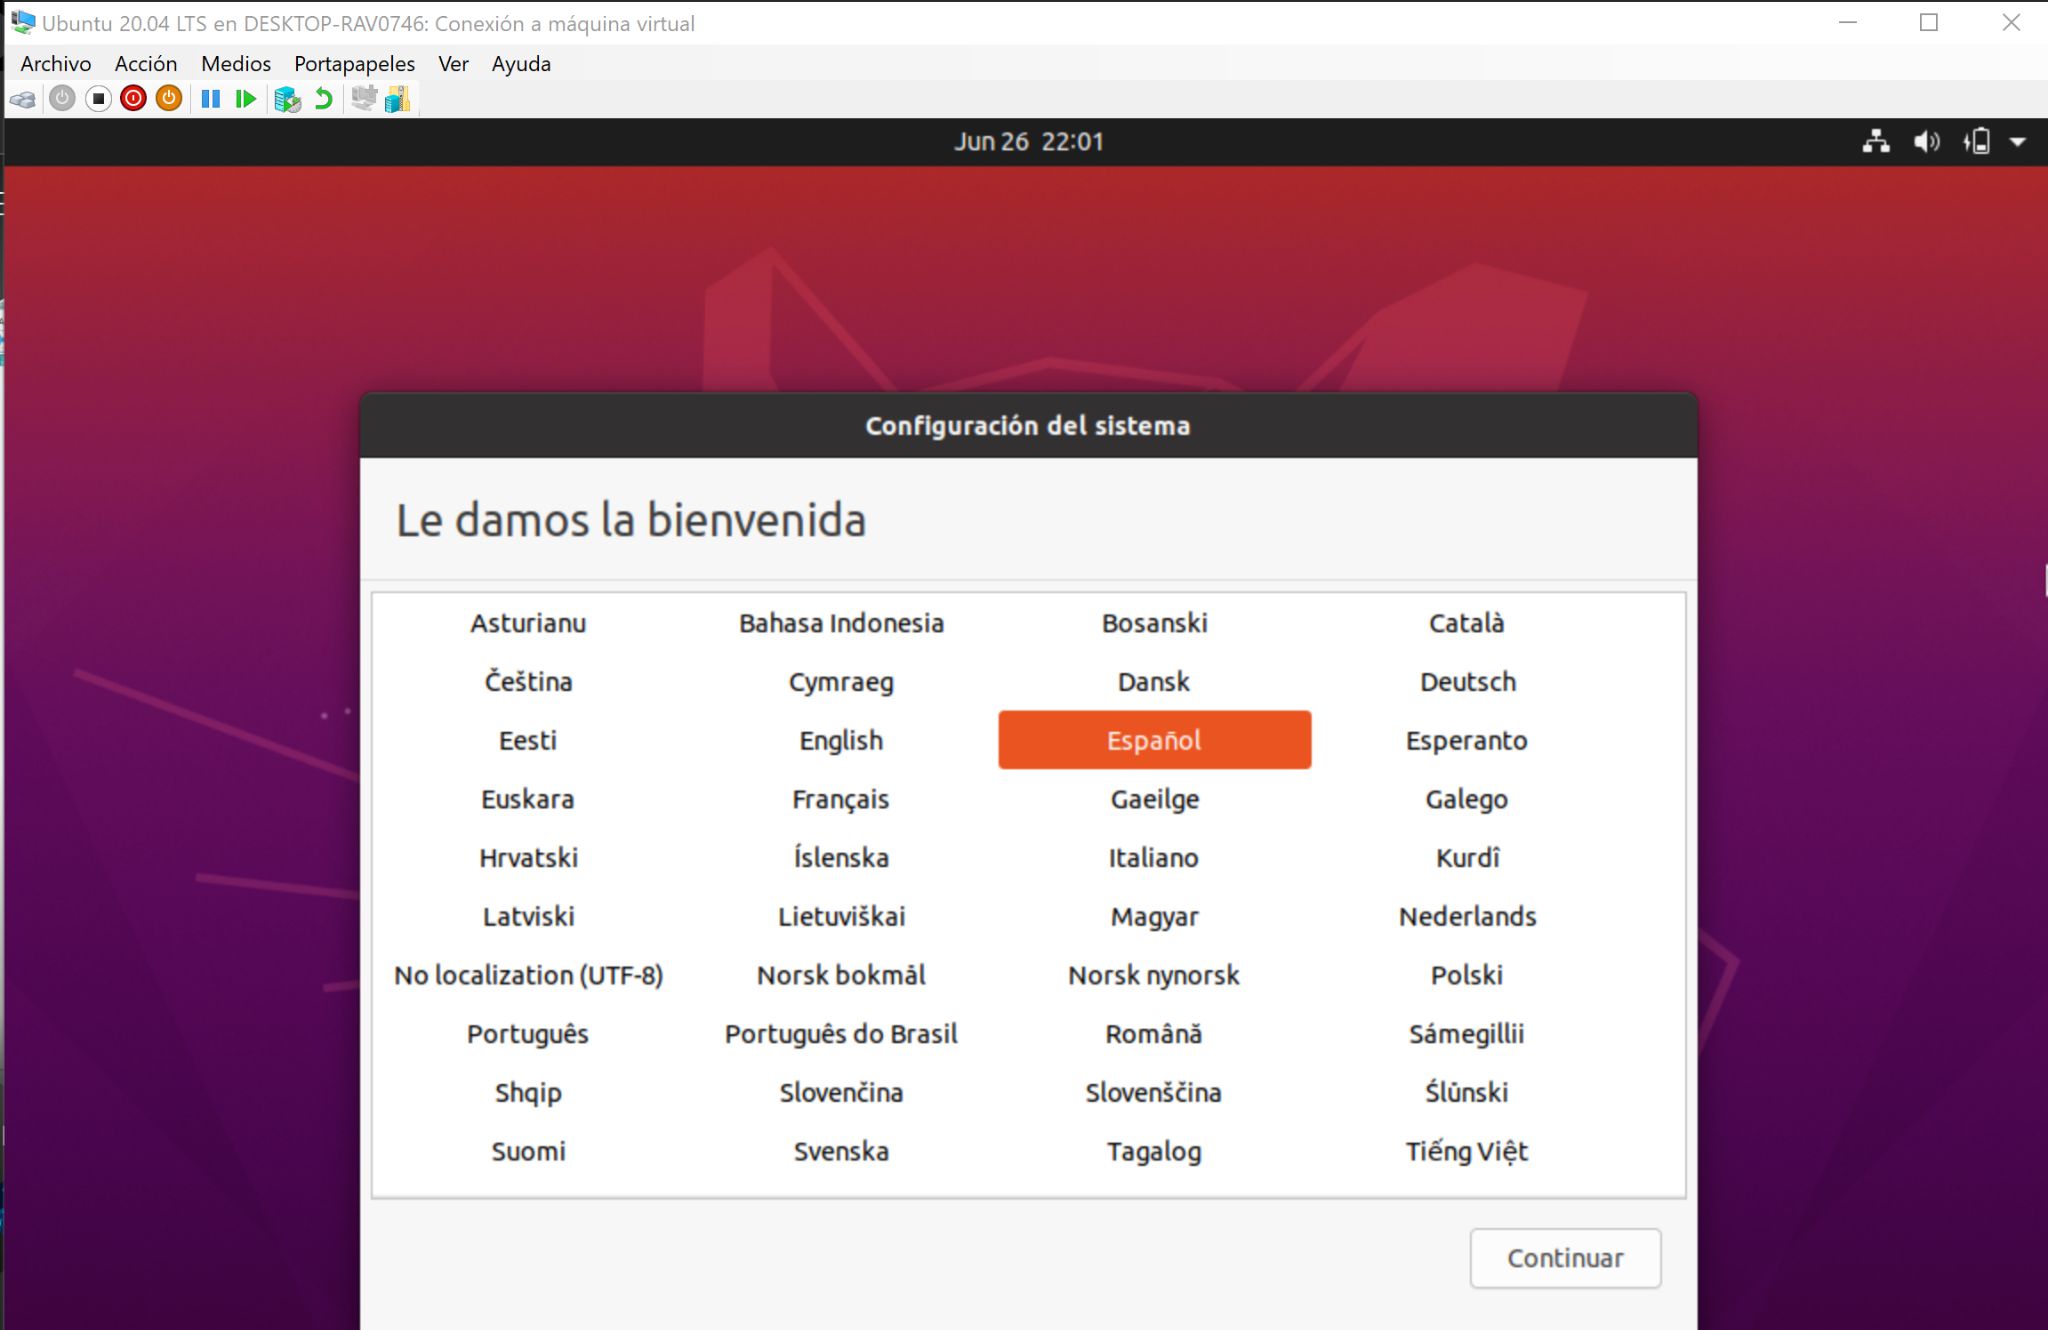 Ubuntu 20.04 LTS en DESKTOP-RAV0746: Conexión a máquina virtual
Archivo Acción Medios Portapapeles Ver Ayuda
Jun 26 22:01
Configuración del sistema
Le damos la bienvenida
Asturianu Bahasa Indonesia Bosanski Català
Čeština Cymraeg Dansk Deutsch
Eesti English Español Esperanto
Euskara Français Gaeilge Galego
Hrvatski Íslenska Italiano Kurdî
Latviski Lietuviškai Magyar Nederlands
No localization (UTF-8) Norsk bokmål Norsk nynorsk Polski
Português Português do Brasil Română Sámegillii
Shqip Slovenčina Slovenščina Ślůnski
Suomi Svenska Tagalog Tiếng Việt
Continuar